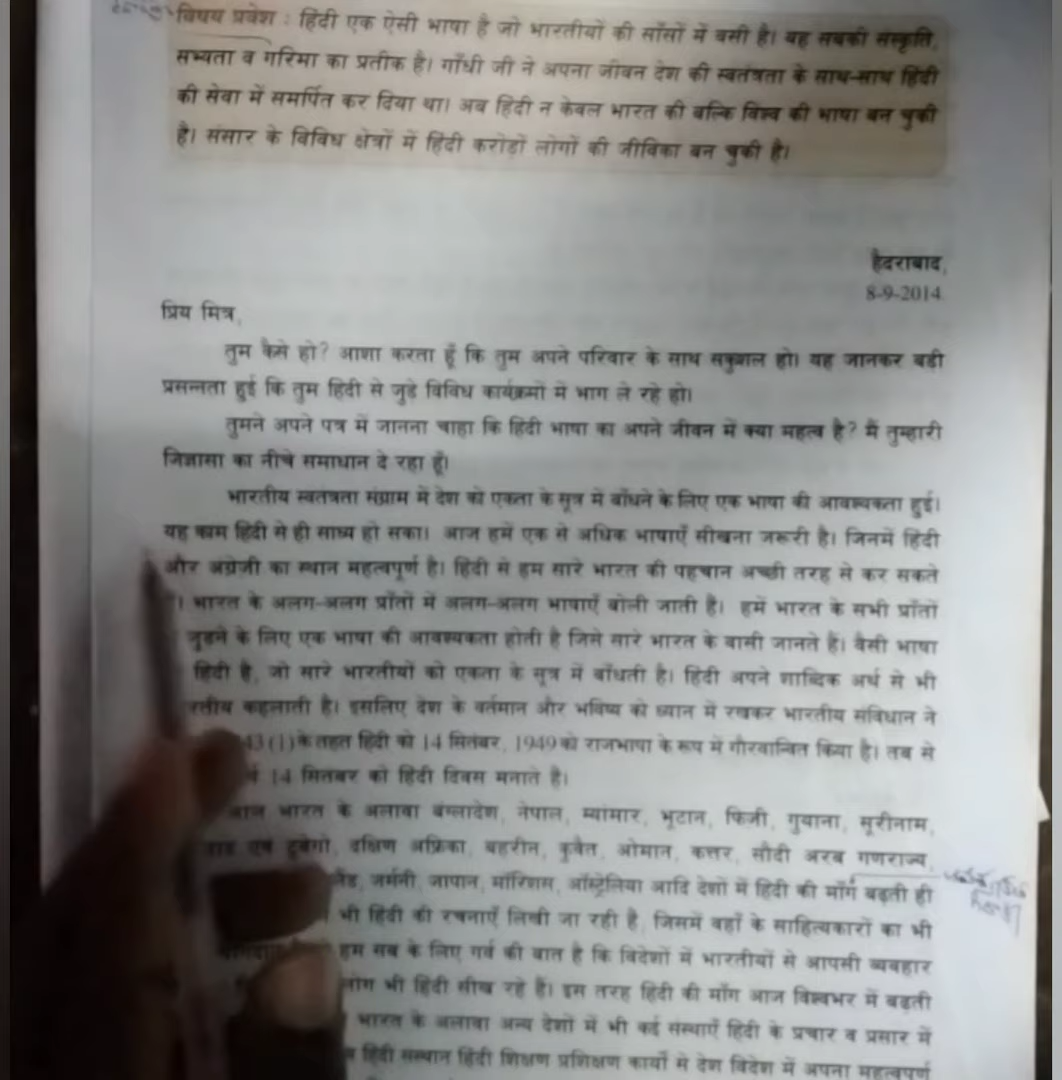 विषय प्रवेश : हिंदी एक ऐसी भाषा है जो भारतीयों की साँसों में बसी है। यह सबकी संस्कृति,
सभ्यता व गरिमा का प्रतीक है। गाँधी जी ने अपना जीवन देश की स्वतंत्रता के साथ-साथ हिंदी
की सेवा में समर्पित कर दिया था। अब हिंदी न केवल भारत की बल्कि विश्व की भाषा बन चुकी
है। संसार के विविध क्षेत्रों में हिंदी करोड़ों लोगों की जीविका बन चुकी है।
हैदराबाद,
8-9-2014
प्रिय मित्र,
तुम कैसे हो? आशा करता हूँ कि तुम अपने परिवार के साथ सकुशल हो। यह जानकर बड़ी
प्रसन्नता हुई कि तुम हिंदी से जुड़े विविध कार्यक्रमों में भाग ले रहे हो।
तुमने अपने पत्र में जानना चाहा कि हिंदी भाषा का अपने जीवन में क्या महत्व है? मैं तुम्हारी
जिज्ञासा का नीचे समाधान दे रहा हूँ।
भारतीय स्वतंत्रता संग्राम में देश को एकता के सूत्र में बाँधने के लिए एक भाषा की आवश्यकता हुई।
यह काम हिंदी से ही साध्य हो सका। आज हमें एक से अधिक भाषाएँ सीखना जरूरी है। जिनमें हिंदी
और अंग्रेजी का स्थान महत्वपूर्ण है। हिंदी से हम सारे भारत की पहचान अच्छी तरह से कर सकते
। भारत के अलग-अलग प्राँतों में अलग-अलग भाषाएँ बोली जाती है। हमें भारत के सभी प्राँतों
जुड़ने के लिए एक भाषा की आवश्यकता होती है जिसे सारे भारत के वासी जानते हैं। वैसी भाषा
हिंदी है, जो सारे भारतीयों को एकता के सूत्र में बाँधती है। हिंदी अपने शाब्दिक अर्थ से भी
रतीय कहलाती है। इसलिए देश के वर्तमान और भविष्य को ध्यान में रखकर भारतीय संविधान ने
43 (1) के तहत हिंदी को 14 सितंबर, 1949 को राजभाषा के रूप में गौरवान्वित किया है। तब से
14 सितंबर को हिंदी दिवस मनाते है।
आज भारत के अलावा बंग्लादेश, नेपाल, म्यांमार, भूटान, फिजी, गुयाना, सूरीनाम,
एवं टुबेगो, दक्षिण अफ्रिका, बहरीन, कुवैत, ओमान, कत्तर, सौदी अरब गणराज्य,
जर्मनी, जापान, मॉरिशस, ऑस्ट्रेलिया आदि देशों में हिंदी की माँग बढ़ती ही
भी हिंदी की रचनाएँ लिखी जा रही है, जिसमें वहाँ के साहित्यकारों का भी
हम सब के लिए गर्व की बात है कि विदेशों में भारतीयों से आपसी व्यवहार
लोग भी हिंदी सीख रहे हैं। इस तरह हिंदी की माँग आज विश्वभर में बढ़ती
भारत के अलावा अन्य देशों में भी कई संस्थाएँ हिंदी के प्रचार व प्रसार में
हिंदी संस्थान हिंदी शिक्षण प्रशिक्षण कार्यों से देश विदेश में अपना महत्वपूर्ण